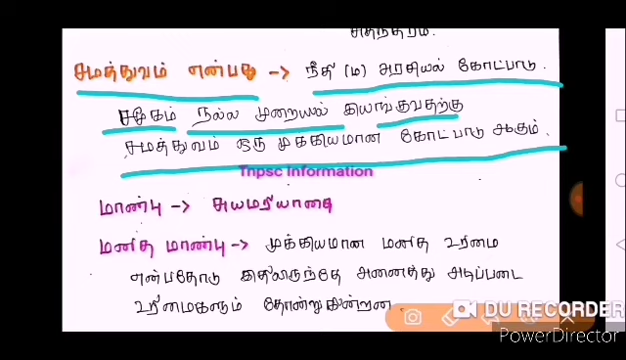 சமத்துவம் என்பது -> நீதி (ம) அரசியல் கோட்பாடு.
சமூகம் நல்ல முறையில் இயங்குவதற்கு
சமத்துவம் ஒரு முக்கியமான கோட்பாடு ஆகும்.
Tnpsc Information
மாண்பு -> சுயமரியாதை
மனித மாண்பு -> முக்கியமான மனித உரிமை
என்பதோடு இதிலிருந்தே அனைத்து அடிப்படை
உரிமைகளும் தோன்றுகின்றன.
DU RECORDER
PowerDirector